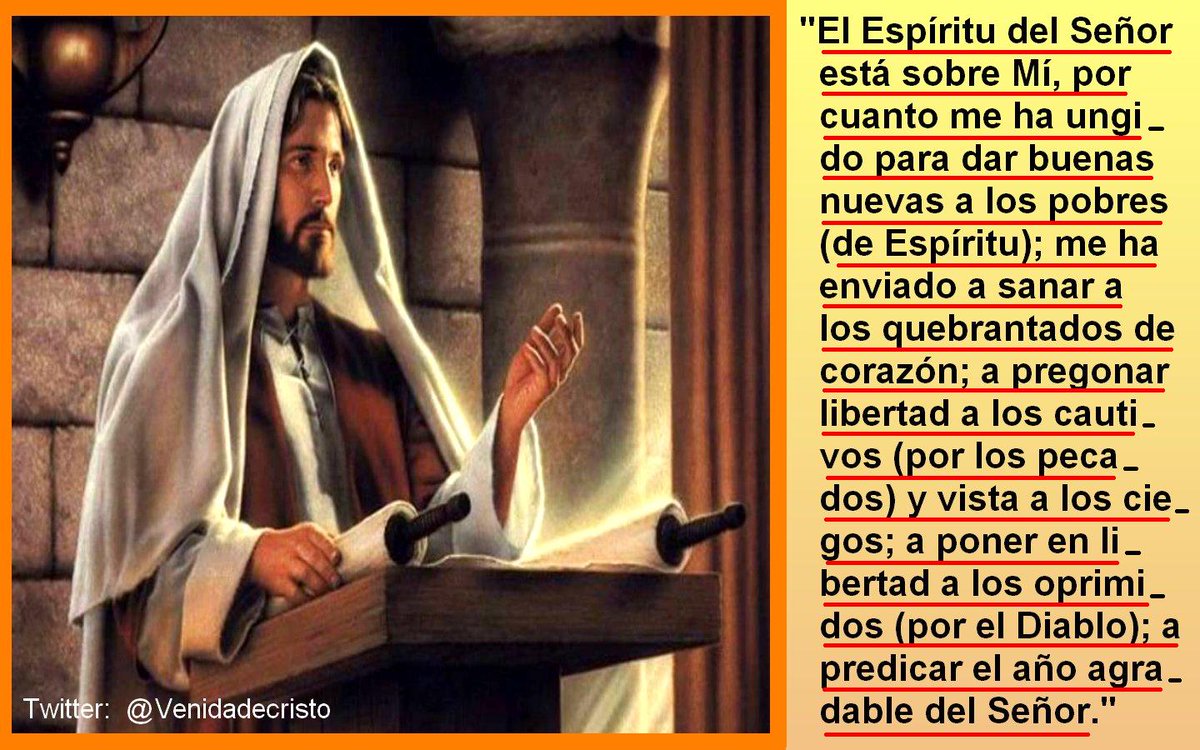 "El Espíritu del Señor
está sobre Mí, por
cuanto me ha ungi_
do para dar buenas
nuevas a los pobres
(de Espíritu); me ha
enviado a sanar a
los quebrantados de
corazón; a pregonar
libertad a los cauti_
vos (por los peca_
dos) y vista a los cie_
gos; a poner en li_
bertad a los oprimi_
dos (por el Diablo); a
predicar el año agra_
dable del Señor."
Twitter: @Venidadecristo